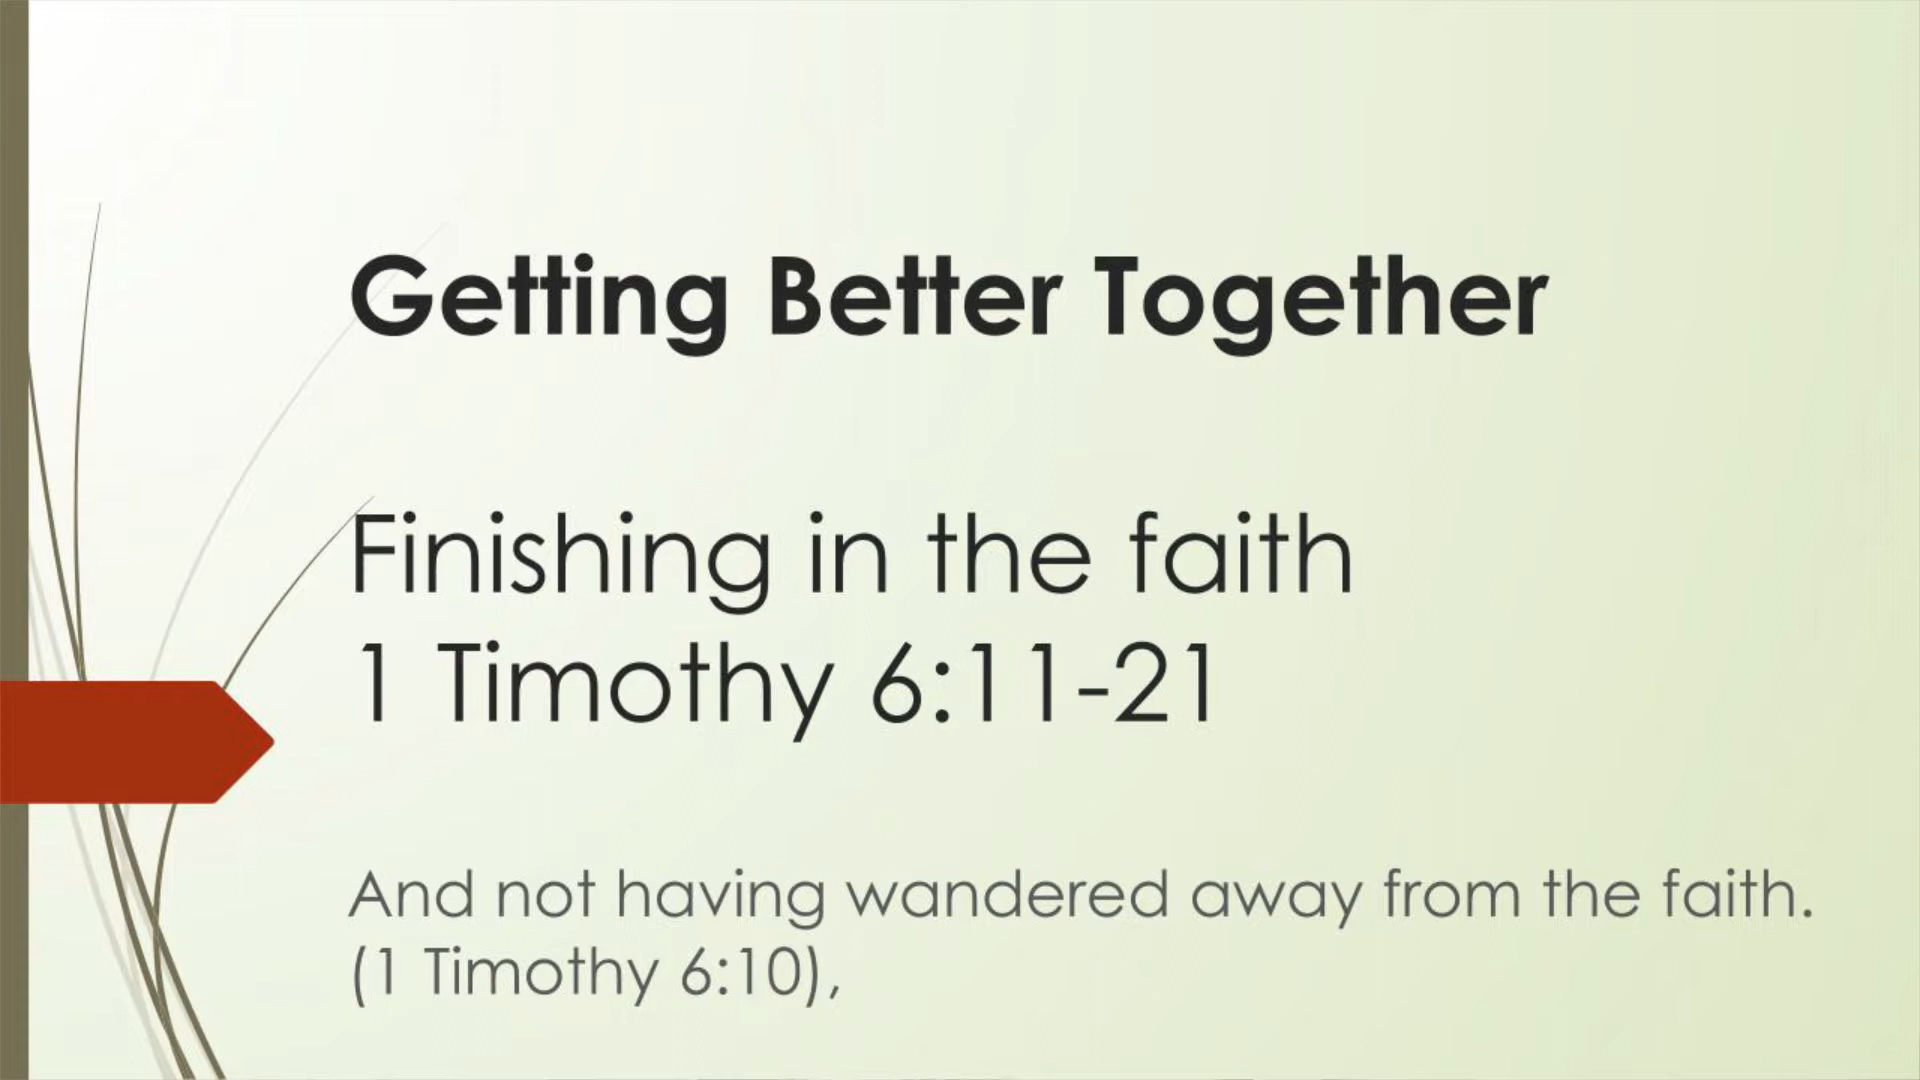 Getting Better Together
Finishing in the faith
1 Timothy 6:11-21
And not having wandered away from the faith.
(1 Timothy 6:10),